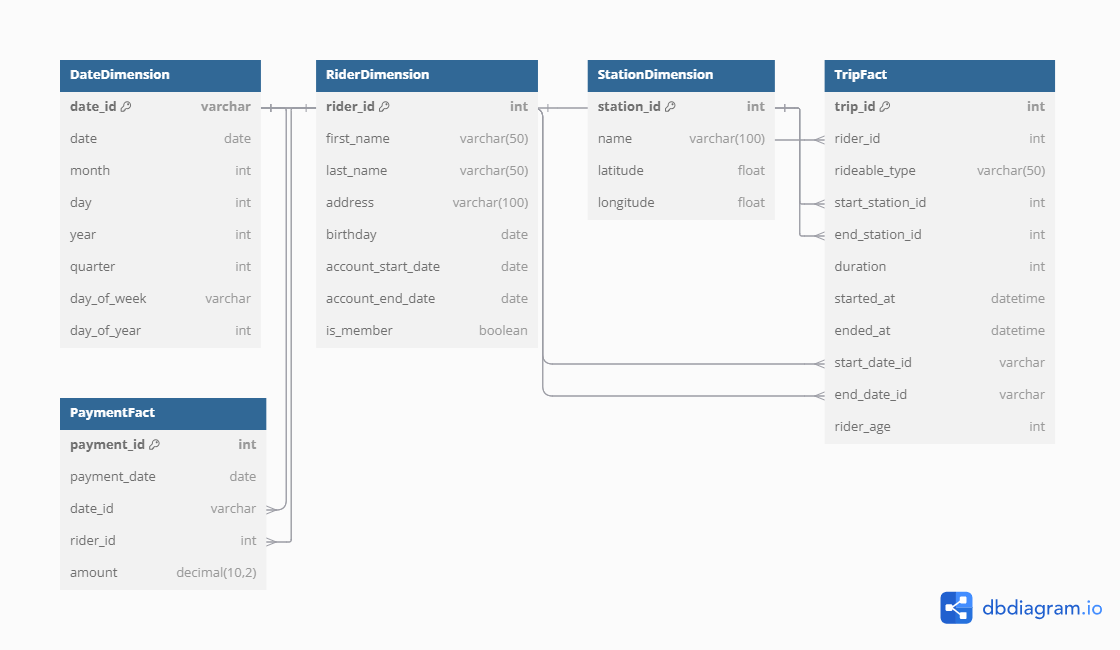 DateDimension
date_id varchar
date date
month int
day int
year int
quarter int
day_of_week varchar
day_of_year int
RiderDimension
rider_id int
first_name varchar(50)
last_name varchar(50)
address varchar(100)
birthday date
account_start_date date
account_end_date date
is_member boolean
StationDimension
station_id int
name varchar(100)
latitude float
longitude float
TripFact
trip_id int
rider_id int
rideable_type varchar(50)
start_station_id int
end_station_id int
duration int
started_at datetime
ended_at datetime
start_date_id varchar
end_date_id varchar
rider_age int
PaymentFact
payment_id int
payment_date date
date_id varchar
rider_id int
amount decimal(10,2)
dbdiagram.io